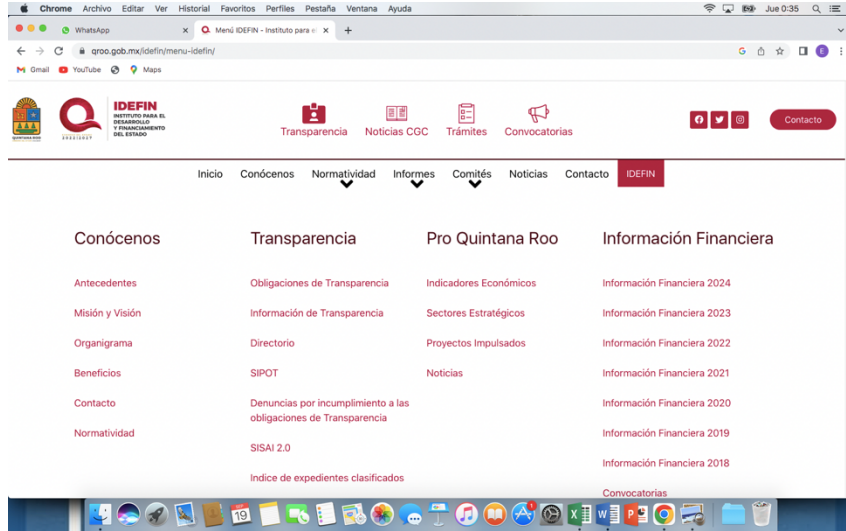 Chrome Archivo Editar Ver Historial Favoritos Perfiles Pestaña Ventana Ayuda Jue 0:35
WhatsApp Menú IDEFIN - Instituto para el
qroo.gob.mx/idefin/menu-idefin/
Gmail YouTube Maps
IDEFIN
INSTITUTO PARA EL
DESARROLLO
Y FINANCIAMIENTO
DEL ESTADO
QUINTANA ROO
2022/2027
Transparencia Noticias CGC Trámites Convocatorias
Contacto
Inicio Conócenos Normatividad Informes Comités Noticias Contacto IDEFIN
Conócenos
Antecedentes
Misión y Visión
Organigrama
Beneficios
Contacto
Normatividad
Transparencia
Obligaciones de Transparencia
Información de Transparencia
Directorio
SIPOT
Denuncias por incumplimiento a las
obligaciones de Transparencia
SISAI 2.0
Indice de expedientes clasificados
Pro Quintana Roo
Indicadores Económicos
Sectores Estratégicos
Proyectos Impulsados
Noticias
Información Financiera
Información Financiera 2024
Información Financiera 2023
Información Financiera 2022
Información Financiera 2021
Información Financiera 2020
Información Financiera 2019
Información Financiera 2018
Convocatorias
19